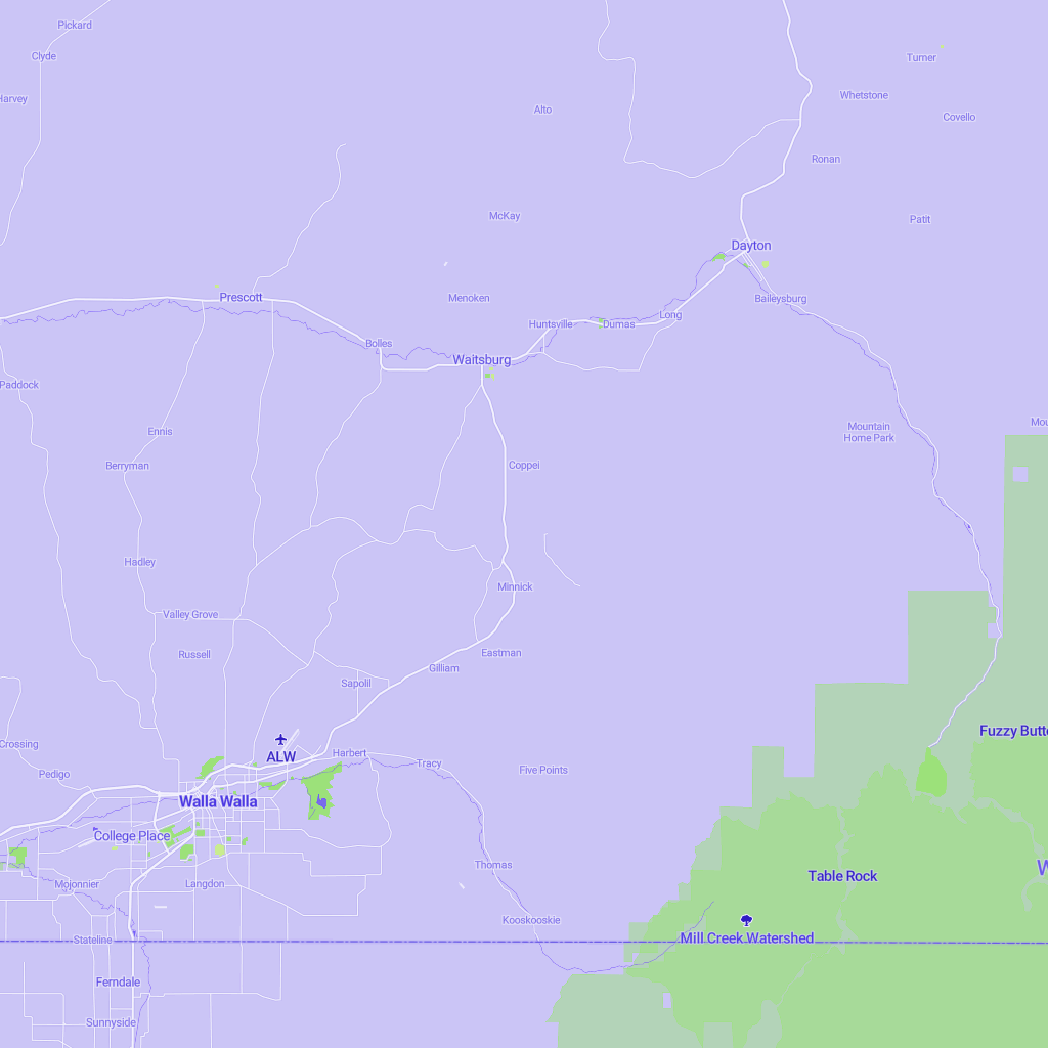 Pickard
Clyde
Turner
Harvey
Whetstone
Alto
Covello
Ronan
McKay
Patit
Dayton
Prescott
Menoken
Baileysburg
Long
Huntsville
Dumas
Bolles
Waitsburg
Paddock
Mountain
Home Park
Mou
Ennis
Berryman
Coppei
Hadley
Minnick
Valley Grove
Russell
Eastman
Gilliam
Sapolil
Fuzzy Butte
Crossing
ALW
Harbert
Tracy
Five Points
Pedigo
Walla Walla
College Place
Thomas
Table Rock
W
Mojonnier
Langdon
Kooskooskie
Stateline
Mill Creek Watershed
Ferndale
Sunnyside